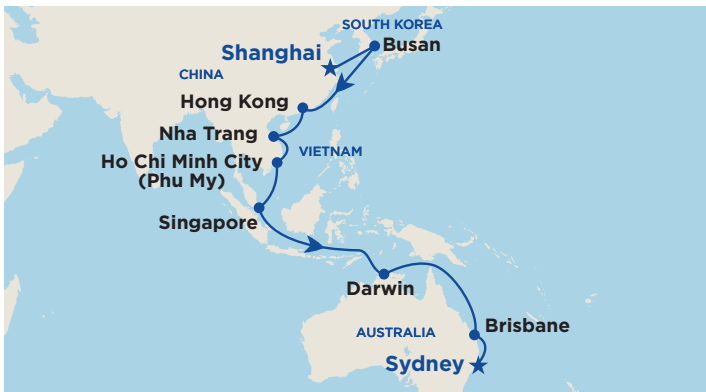 SOUTH KOREA
Busan
Shanghai
CHINA
Hong Kong
Nha Trang
VIETNAM
Ho Chi Minh City
(Phu My)
Singapore
Darwin
Brisbane
AUSTRALIA
Sydney